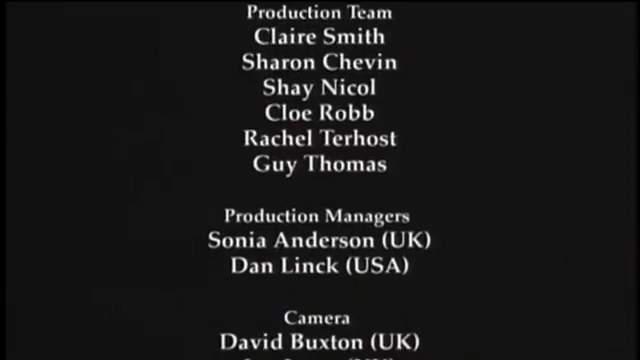 Production Team
Claire Smith
Sharon Chevin
Shay Nicol
Cloe Robb
Rachel Terhost
Guy Thomas
Production Managers
Sonia Anderson (UK)
Dan Linck (USA)
Camera
David Buxton (UK)